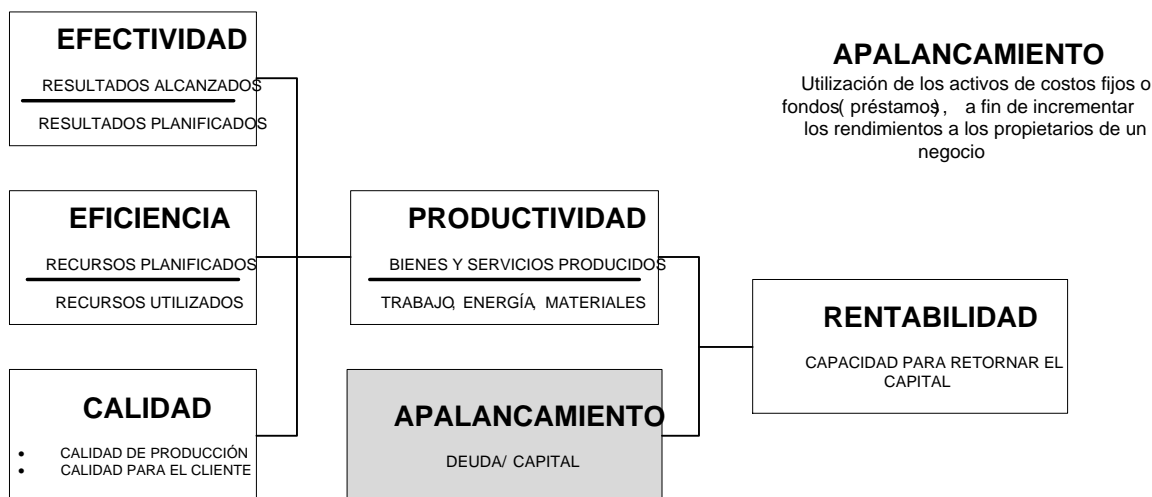 EFECTIVIDAD
RESULTADOS ALCANZADOS
RESULTADOS PLANIFICADOS
APALANCAMIENTO
Utilización de los activos de costos fijos o
fondos( préstamos), a fin de incrementar
los rendimientos a los propietarios de un
negocio
EFICIENCIA
RECURSOS PLANIFICADOS
RECURSOS UTILIZADOS
PRODUCTIVIDAD
BIENES Y SERVICIOS PRODUCIDOS
TRABAJO, ENERGÍA, MATERIALES
RENTABILIDAD
CAPACIDAD PARA RETORNAR EL
CAPITAL
CALIDAD
• CALIDAD DE PRODUCCIÓN
• CALIDAD PARA EL CLIENTE
APALANCAMIENTO
DEUDA/ CAPITAL